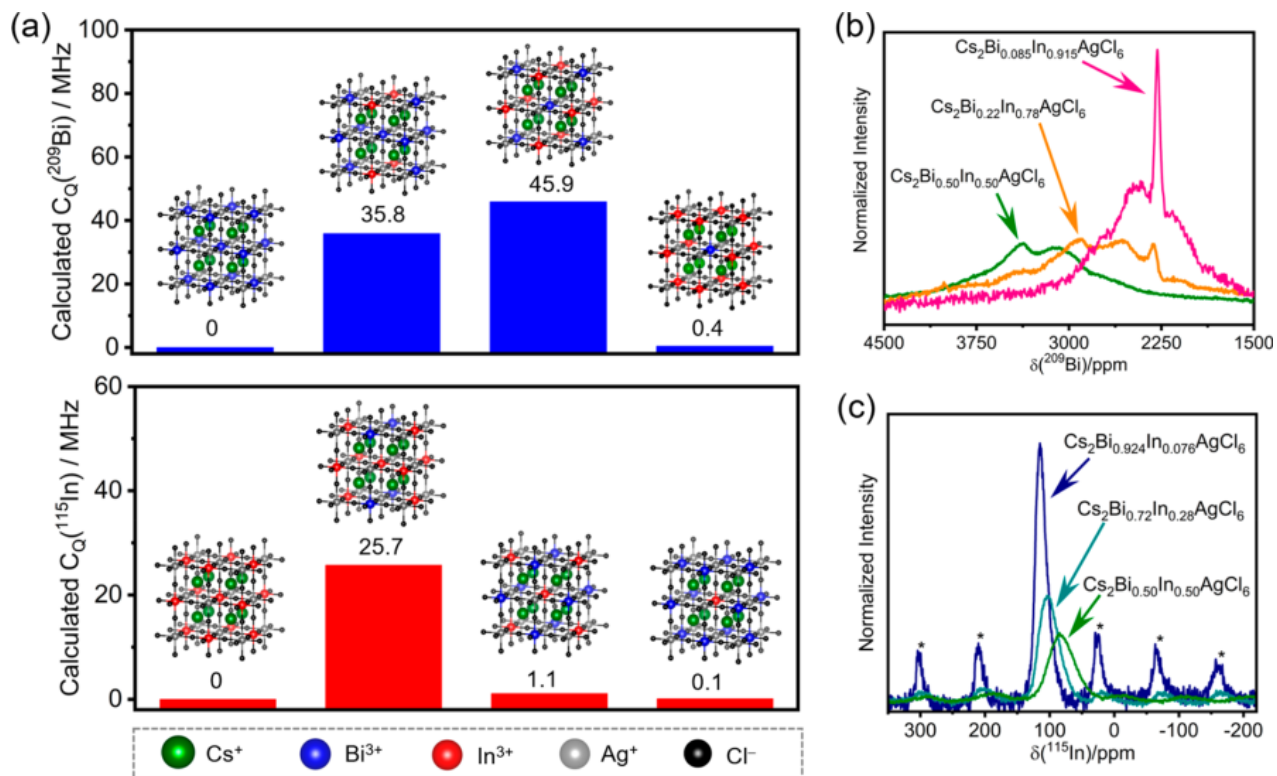 (a)
Calculated C_Q(²⁰⁹Bi) / MHz
100
80
60
40
20
0
0
35.8
45.9
0.4
Calculated C_Q(¹¹⁵In) / MHz
60
40
20
0
0
25.7
1.1
0.1
Cs⁺ Bi³⁺ In³⁺ Ag⁺ Cl⁻
(b)
Normalized Intensity
Cs₂Bi₀.₀₈₅In₀.₉₁₅AgCl₆
Cs₂Bi₀.₂₂In₀.₇₈AgCl₆
Cs₂Bi₀.₅₀In₀.₅₀AgCl₆
4500 3750 3000 2250 1500
δ(²⁰⁹Bi)/ppm
(c)
Normalized Intensity
Cs₂Bi₀.₉₂₄In₀.₀₇₆AgCl₆
Cs₂Bi₀.₇₂In₀.₂₈AgCl₆
Cs₂Bi₀.₅₀In₀.₅₀AgCl₆
* * * * *
300 200 100 0 -100 -200
δ(¹¹⁵In)/ppm